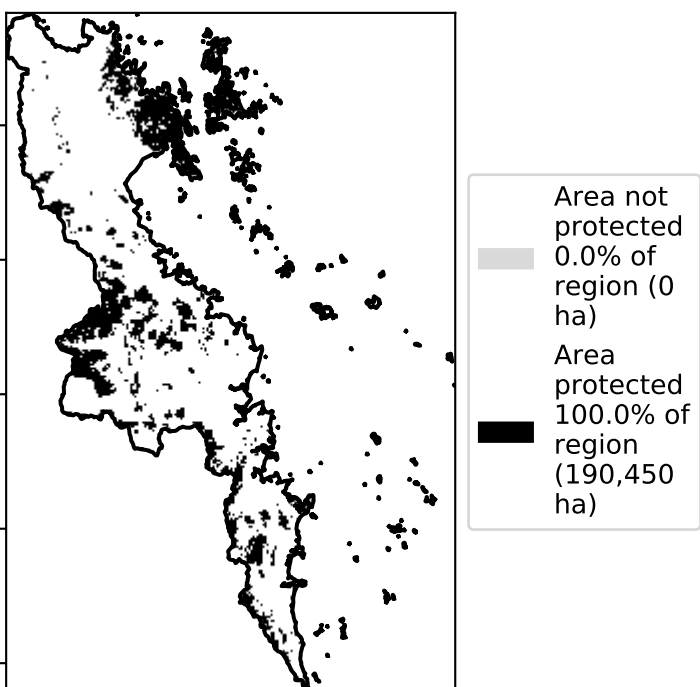 Area not
protected
0.0% of
region (0
ha)
Area
protected
100.0% of
region
(190,450
ha)